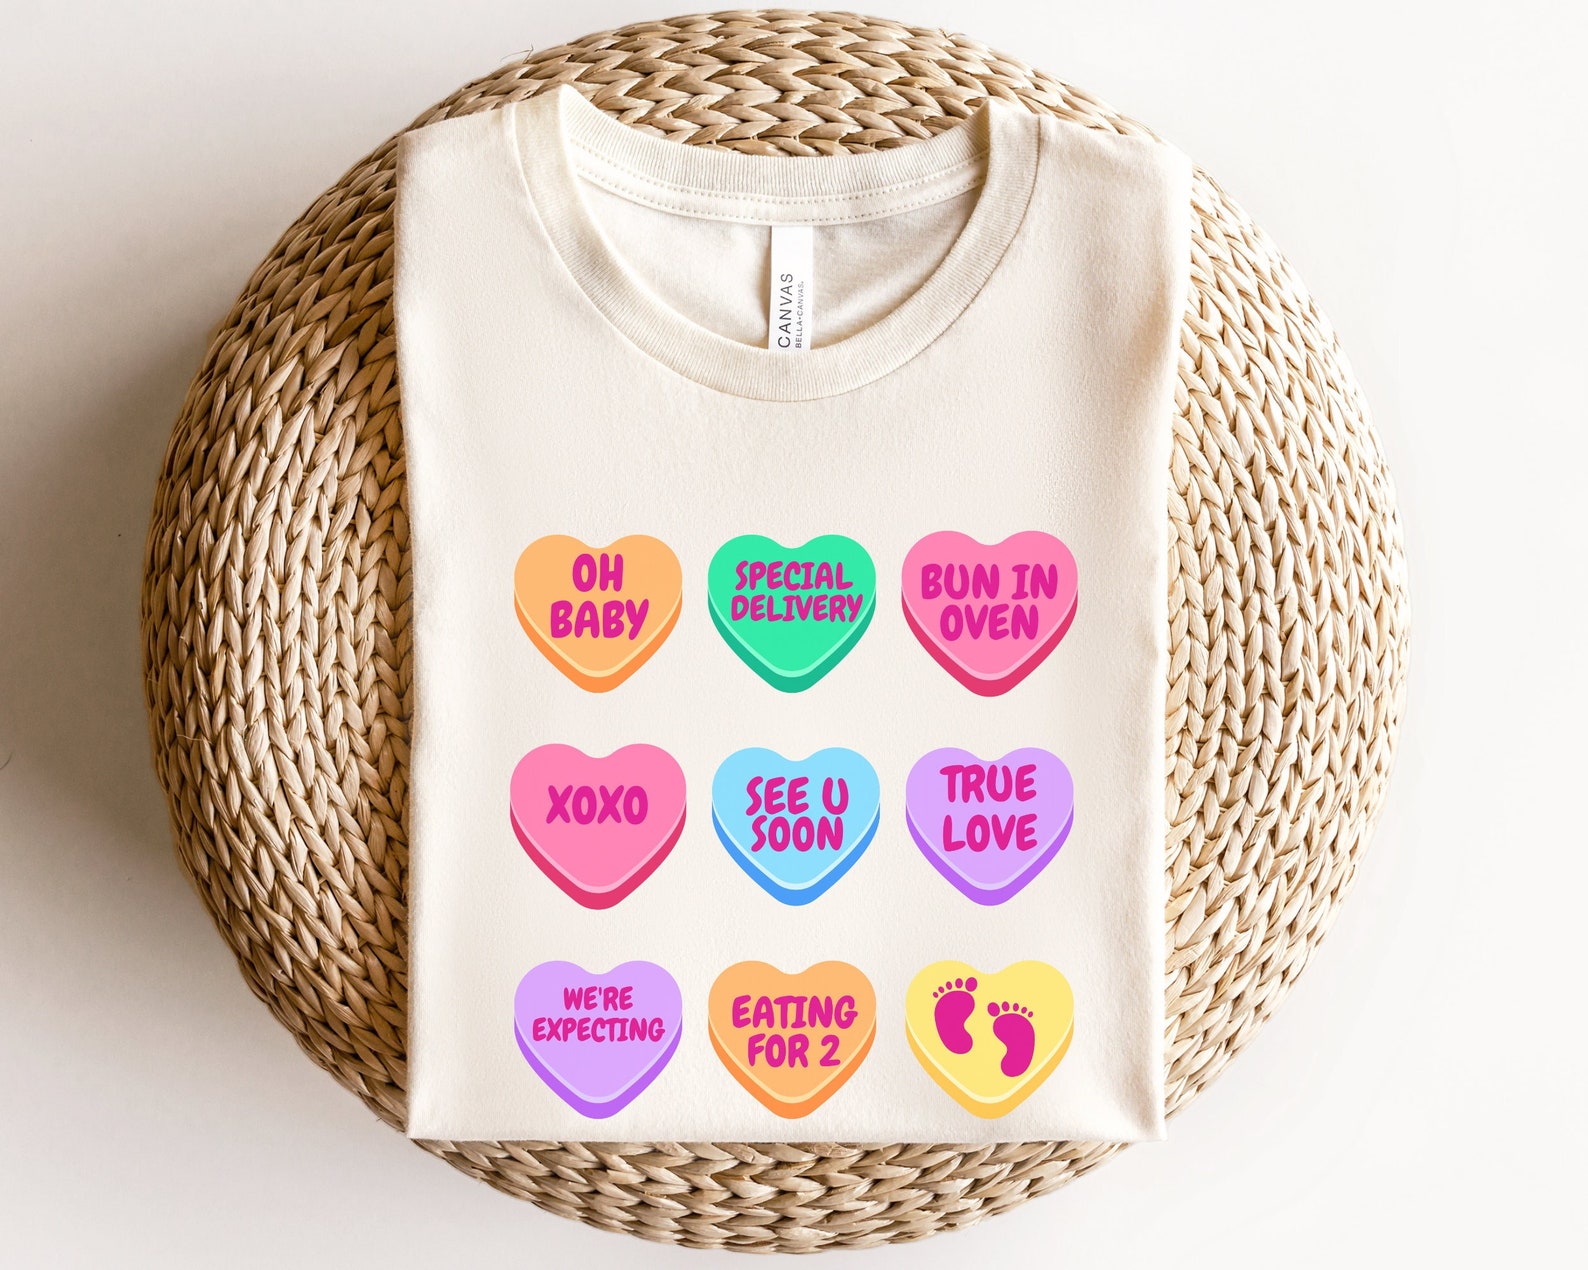 CANVAS
BELLA+CANVAS.
OH
BABY
SPECIAL
DELIVERY
BUN IN
OVEN
XOXO
SEE U
SOON
TRUE
LOVE
WE'RE
EXPECTING
EATING
FOR 2